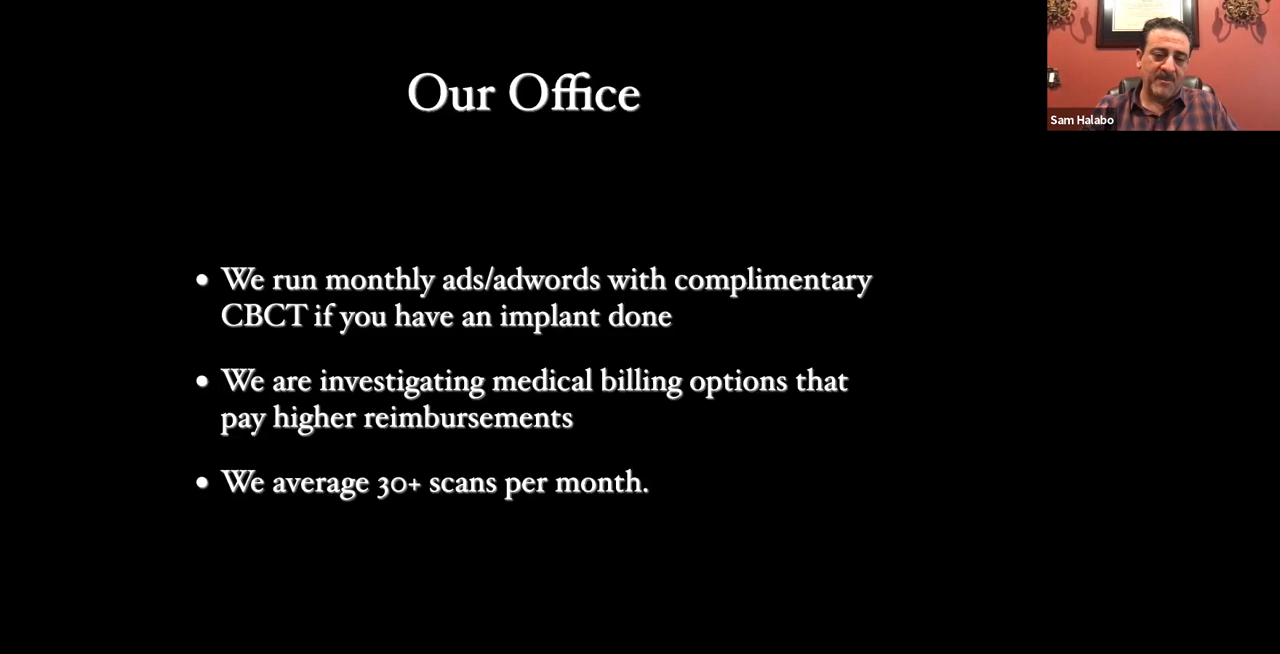 Our Office
• We run monthly ads/adwords with complimentary
CBCT if you have an implant done
• We are investigating medical billing options that
pay higher reimbursements
• We average 30+ scans per month.
Sam Halabo